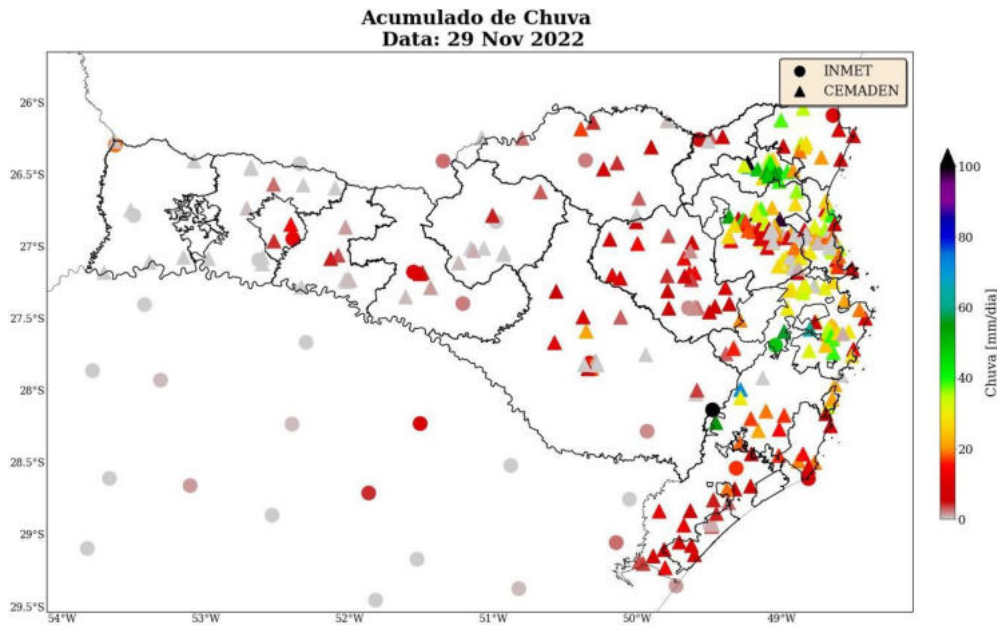 Acumulado de Chuva
Data: 29 Nov 2022
INMET
CEMADEN
26°S
26.5°S
27°S
27.5°S
28°S
28.5°S
29°S
29.5°S
54°W
53°W
52°W
51°W
50°W
49°W
100
80
60
40
20
0
Chuva [mm/dia]